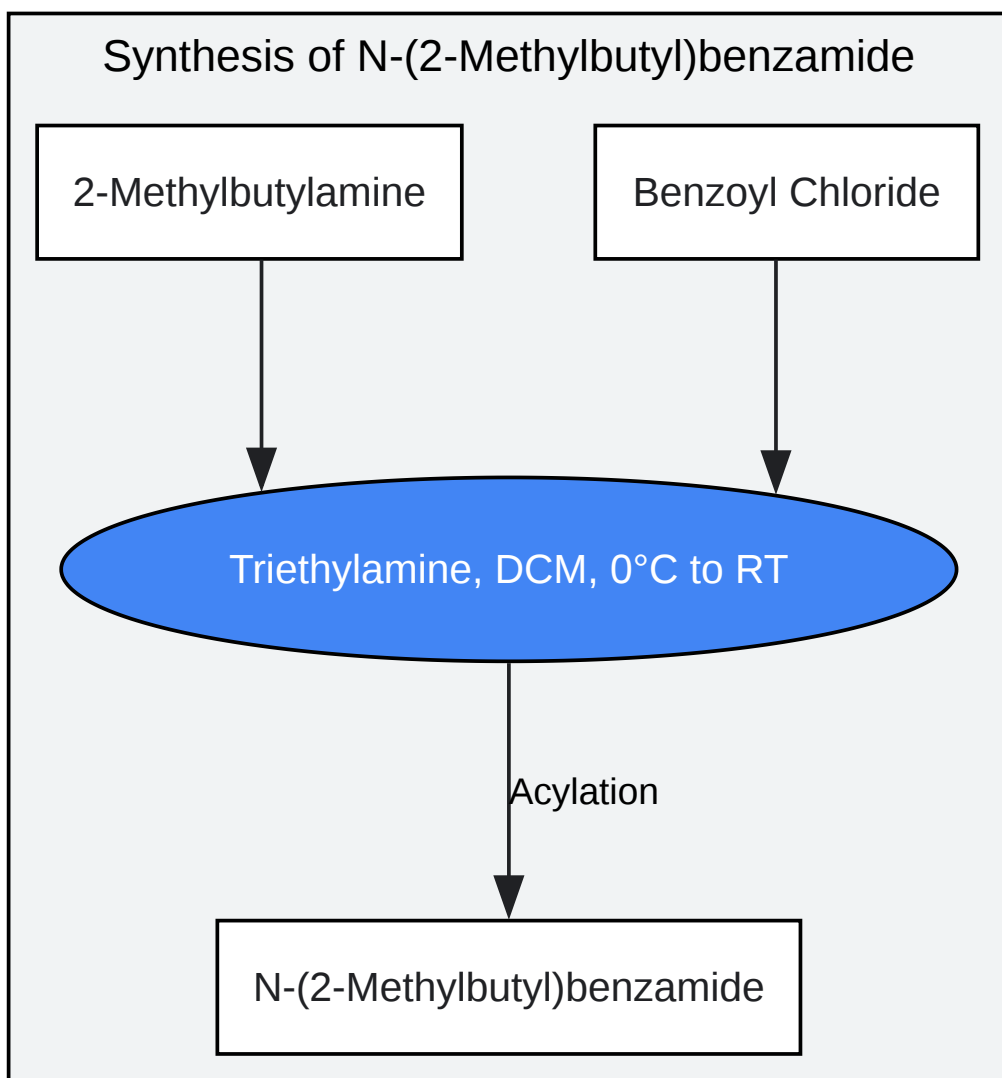 Synthesis of N-(2-Methylbutyl)benzamide
2-Methylbutylamine
Benzoyl Chloride
Triethylamine, DCM, 0°C to RT
Acylation
N-(2-Methylbutyl)benzamide